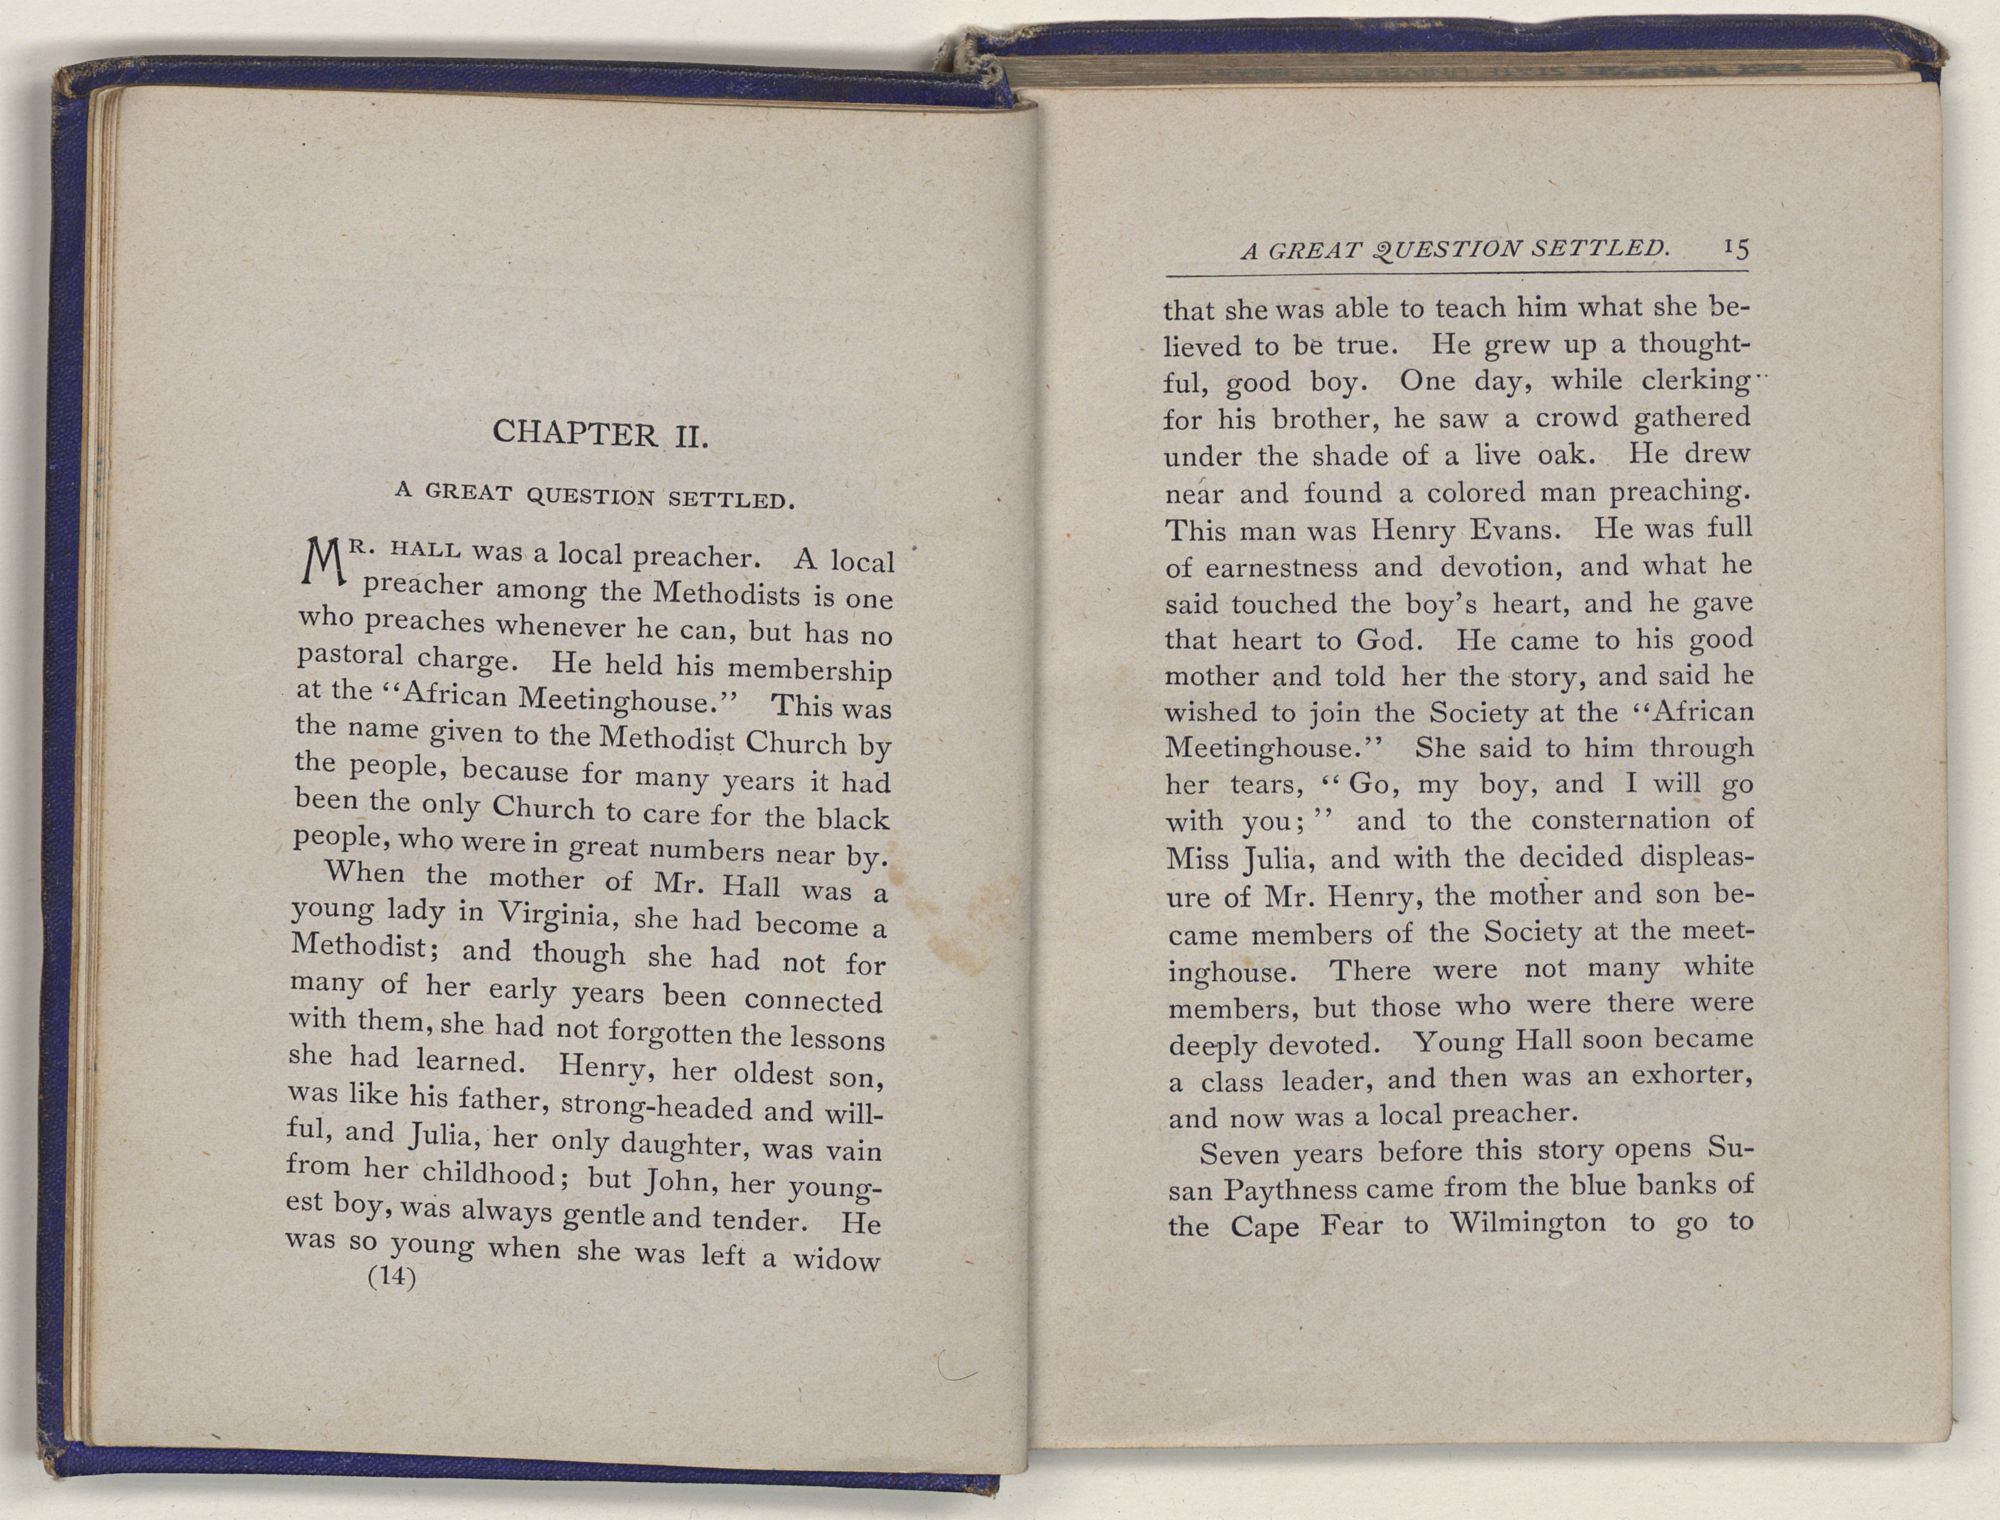 CHAPTER II.
A GREAT QUESTION SETTLED.
MR. HALL was a local preacher. A local
preacher among the Methodists is one
who preaches whenever he can, but has no
pastoral charge. He held his membership
at the “African Meetinghouse.” This was
the name given to the Methodist Church by
the people, because for many years it had
been the only Church to care for the black
people, who were in great numbers near by.
When the mother of Mr. Hall was a
young lady in Virginia, she had become a
Methodist; and though she had not for
many of her early years been connected
with them, she had not forgotten the lessons
she had learned. Henry, her oldest son,
was like his father, strong-headed and will-
ful, and Julia, her only daughter, was vain
from her childhood; but John, her young-
est boy, was always gentle and tender. He
was so young when she was left a widow
(14)
A GREAT QUESTION SETTLED. 15
that she was able to teach him what she be-
lieved to be true. He grew up a thought-
ful, good boy. One day, while clerking
for his brother, he saw a crowd gathered
under the shade of a live oak. He drew
near and found a colored man preaching.
This man was Henry Evans. He was full
of earnestness and devotion, and what he
said touched the boy’s heart, and he gave
that heart to God. He came to his good
mother and told her the story, and said he
wished to join the Society at the “African
Meetinghouse.” She said to him through
her tears, “Go, my boy, and I will go
with you;” and to the consternation of
Miss Julia, and with the decided displeas-
ure of Mr. Henry, the mother and son be-
came members of the Society at the meet-
inghouse. There were not many white
members, but those who were there were
deeply devoted. Young Hall soon became
a class leader, and then was an exhorter,
and now was a local preacher.
Seven years before this story opens Su-
san Paythness came from the blue banks of
the Cape Fear to Wilmington to go to